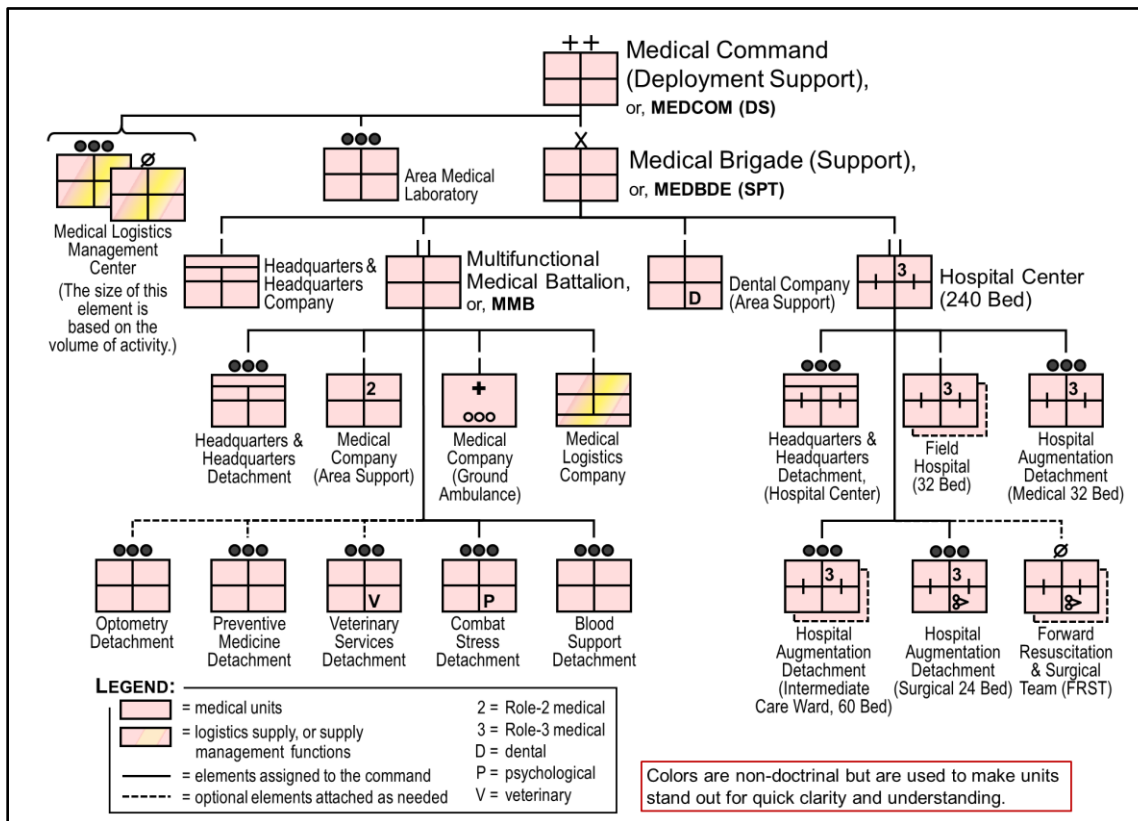 Medical Command
(Deployment Support),
or, MEDCOM (DS)
Medical Logistics
Management
Center
(The size of this
element is
based on the
volume of activity.)
Area Medical
Laboratory
X
Medical Brigade (Support),
or, MEDBDE (SPT)
Headquarters &
Headquarters
Company
Multifunctional
Medical Battalion,
or, MMB
D
Dental Company
(Area Support)
3
Hospital Center
(240 Bed)
Headquarters &
Headquarters
Detachment
2
Medical
Company
(Area Support)
Medical
Company
(Ground
Ambulance)
Medical
Logistics
Company
Headquarters &
Headquarters
Detachment,
(Hospital Center)
3
Field
Hospital
(32 Bed)
3
Hospital
Augmentation
Detachment
(Medical 32 Bed)
Optometry
Detachment
Preventive
Medicine
Detachment
V
Veterinary
Services
Detachment
P
Combat
Stress
Detachment
Blood
Support
Detachment
3
Hospital
Augmentation
Detachment
(Intermediate
Care Ward, 60 Bed)
3
Hospital
Augmentation
Detachment
(Surgical 24 Bed)
Forward
Resuscitation
& Surgical
Team (FRST)
LEGEND:
= medical units
= logistics supply, or supply
management functions
= elements assigned to the command
= optional elements attached as needed
2 = Role-2 medical
3 = Role-3 medical
D = dental
P = psychological
V = veterinary
Colors are non-doctrinal but are used to make units
stand out for quick clarity and understanding.